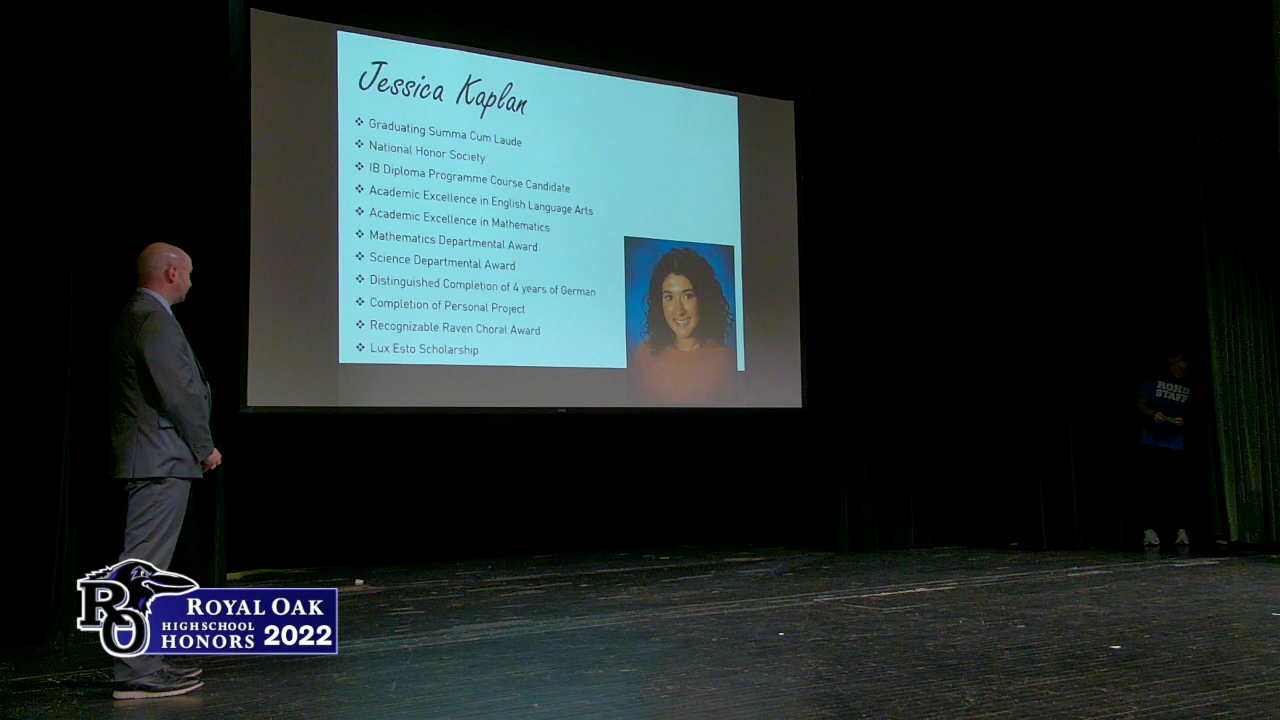 Jessica Kaplan
❖ Graduating Summa Cum Laude
❖ National Honor Society
❖ IB Diploma Programme Course Candidate
❖ Academic Excellence in English Language Arts
❖ Academic Excellence in Mathematics
❖ Mathematics Departmental Award
❖ Science Departmental Award
❖ Distinguished Completion of 4 years of German
❖ Completion of Personal Project
❖ Recognizable Raven Choral Award
❖ Lux Esto Scholarship
ROHS
STAFF
RO
ROYAL OAK
HIGH SCHOOL
HONORS 2022